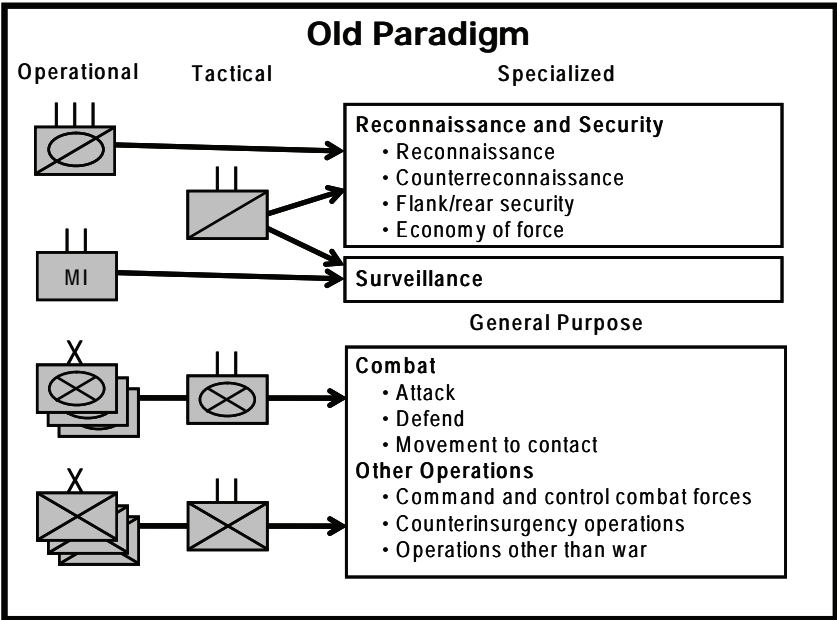 Old Paradigm
Operational Tactical Specialized
Reconnaissance and Security
• Reconnaissance
• Counterreconnaissance
• Flank/rear security
• Economy of force
MI
Surveillance
General Purpose
Combat
• Attack
• Defend
• Movement to contact
Other Operations
• Command and control combat forces
• Counterinsurgency operations
• Operations other than war